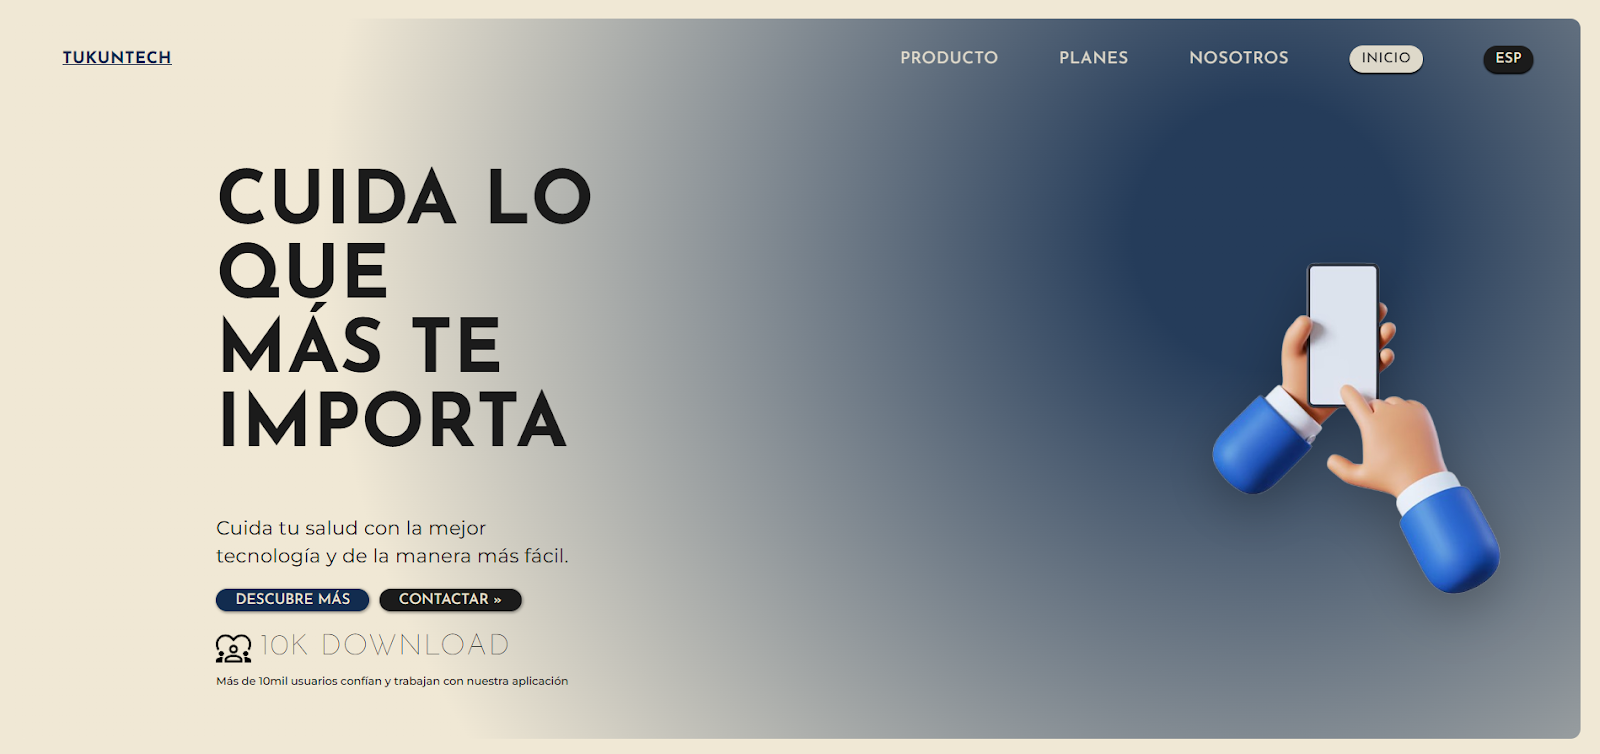 TUKUNTECH
PRODUCTO
PLANES
NOSOTROS
INICIO
ESP
CUIDA LO
QUE
MÁS TE
IMPORTA
Cuida tu salud con la mejor
tecnología y de la manera más fácil.
DESCUBRE MÁS
CONTACTAR »
10K DOWNLOAD
Más de 10mil usuarios confían y trabajan con nuestra aplicación